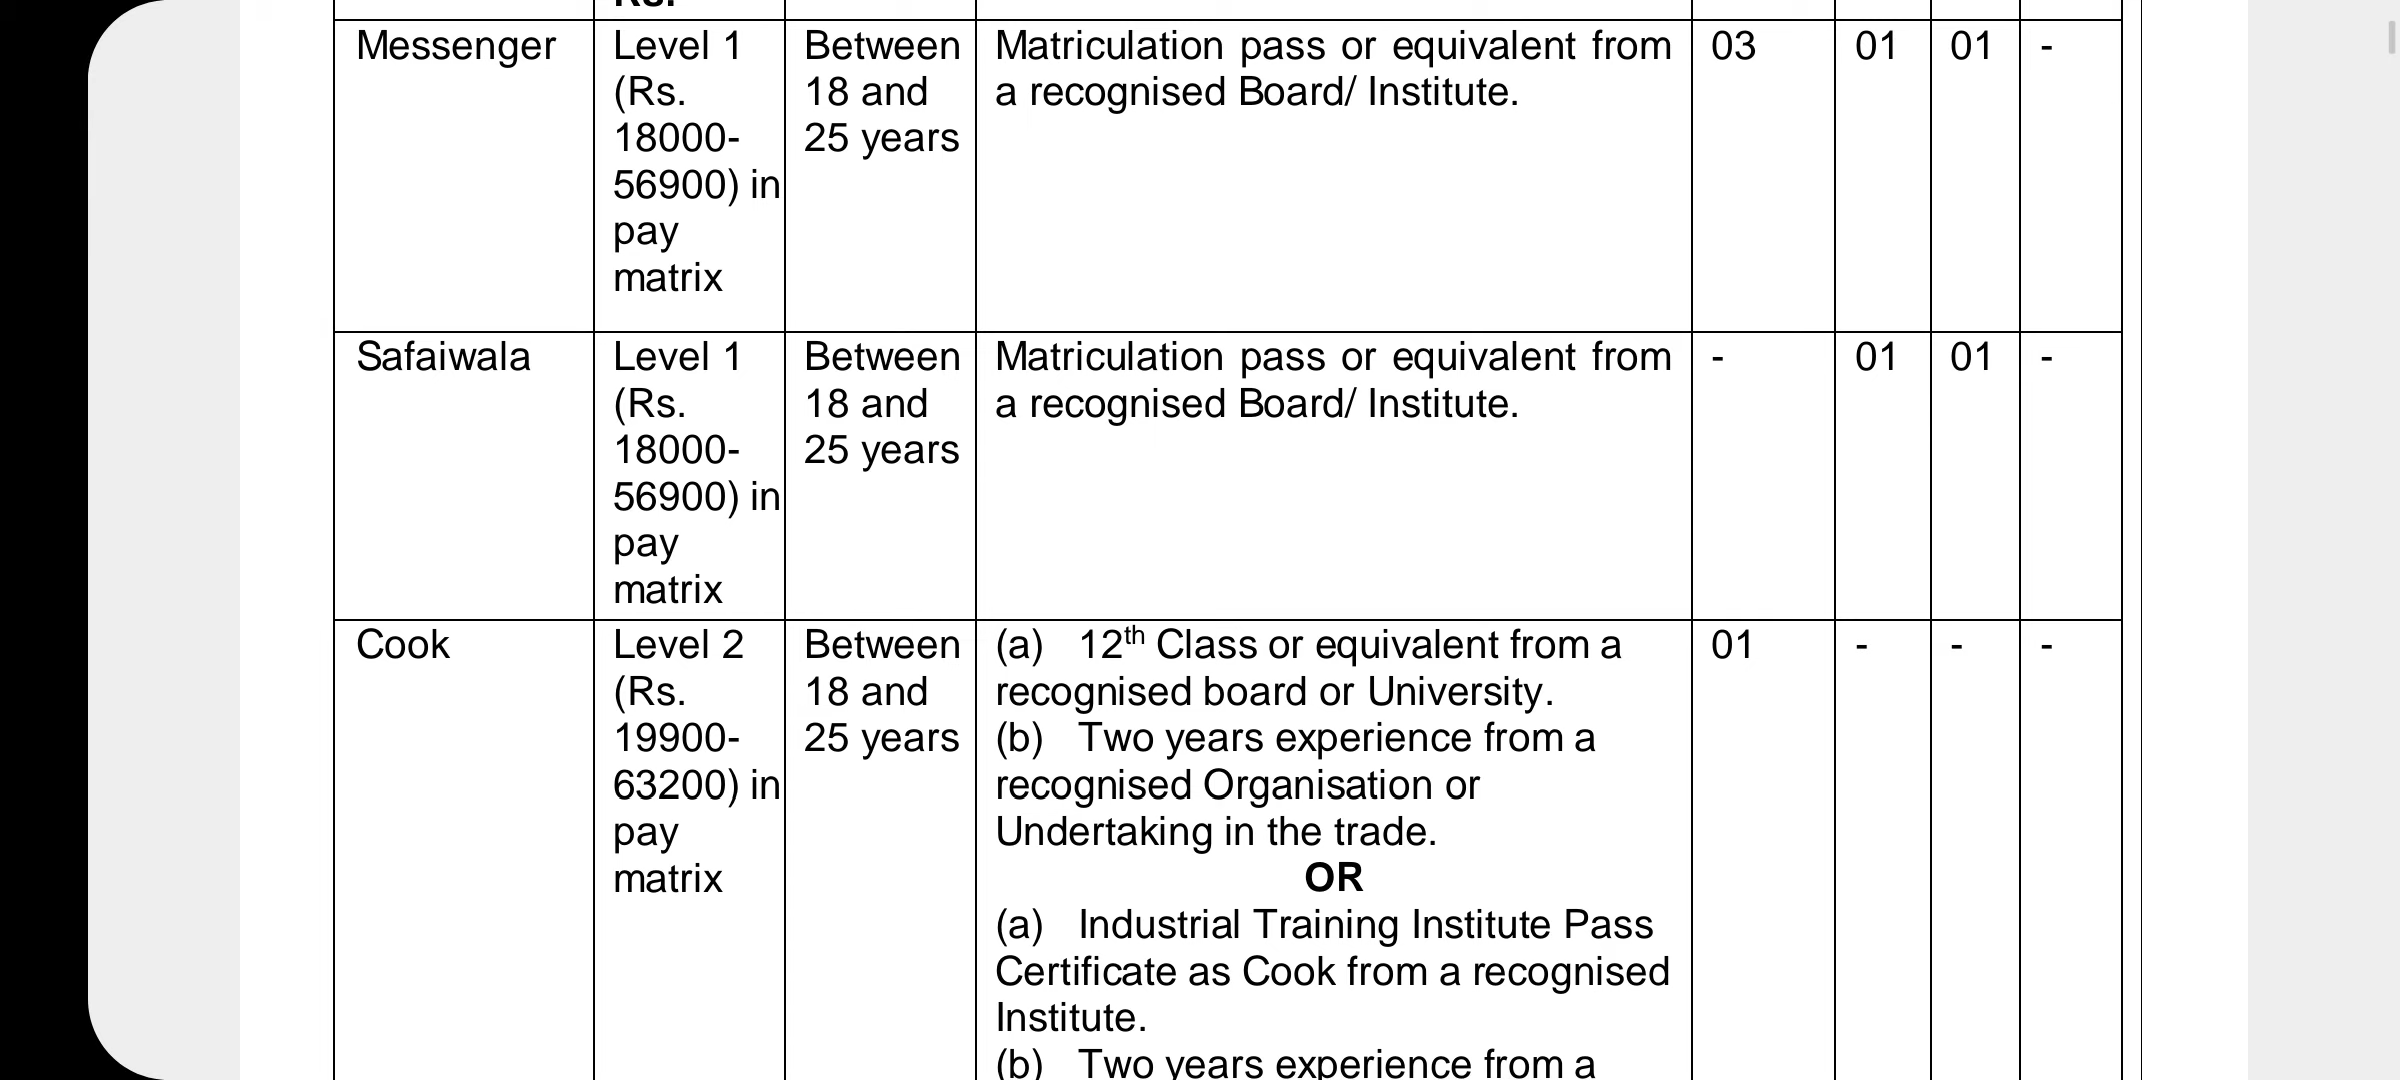 Rs.
Messenger Level 1 Between Matriculation pass or equivalent from 03 01 01 -
(Rs. 18 and a recognised Board/ Institute.
18000- 25 years
56900) in
pay
matrix
Safaiwala Level 1 Between Matriculation pass or equivalent from - 01 01 -
(Rs. 18 and a recognised Board/ Institute.
18000- 25 years
56900) in
pay
matrix
Cook Level 2 Between (a) 12th Class or equivalent from a 01 - - -
(Rs. 18 and recognised board or University.
19900- 25 years (b) Two years experience from a
63200) in recognised Organisation or
pay Undertaking in the trade.
matrix OR
(a) Industrial Training Institute Pass
Certificate as Cook from a recognised
Institute.
(b) Two years experience from a